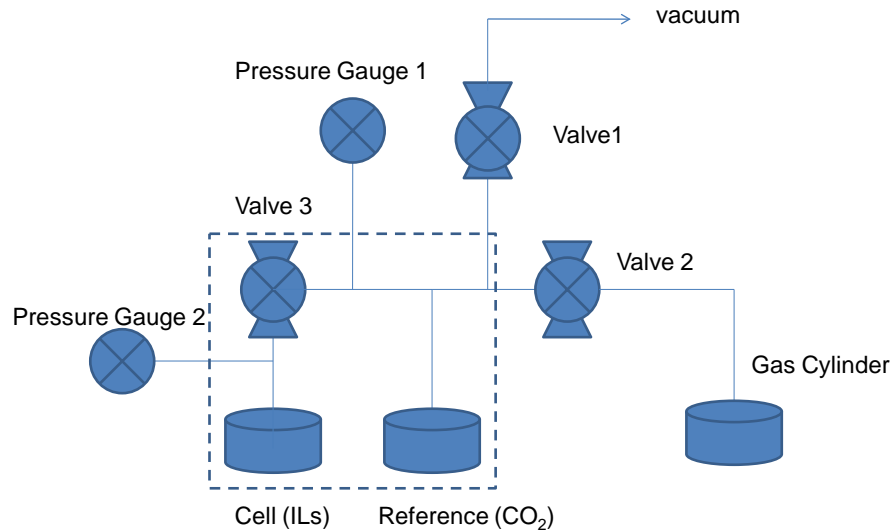 vacuum
Pressure Gauge 1
Valve1
Valve 3
Valve 2
Pressure Gauge 2
Gas Cylinder
Cell (ILs)
Reference (CO₂)